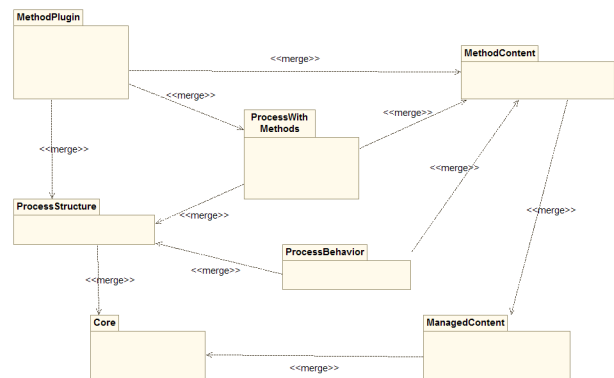 MethodPlugin
<<merge>>
MethodContent
<<merge>>
ProcessWith
Methods
<<merge>>
<<merge>>
<<merge>>
ProcessStructure
<<merge>>
<<merge>>
ProcessBehavior
<<merge>>
<<merge>>
Core
ManagedContent
<<merge>>